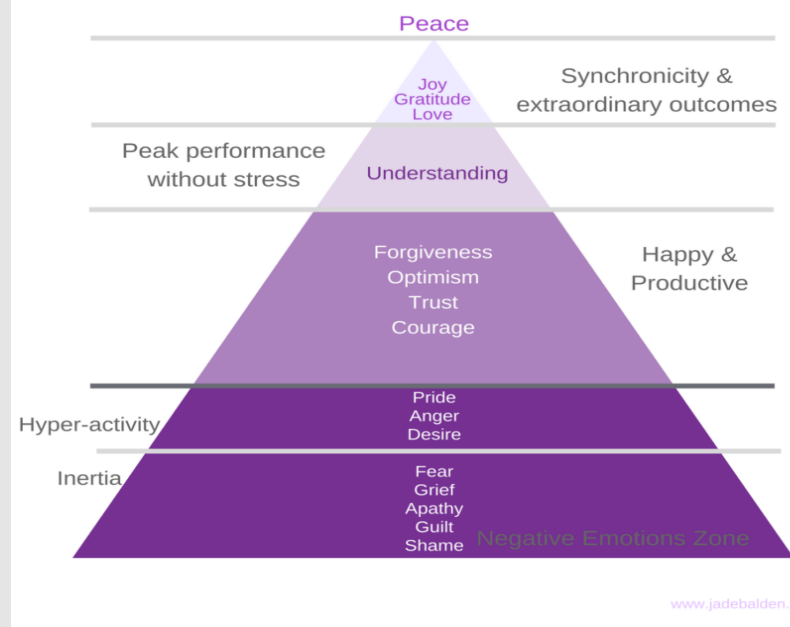 Peace
Joy
Gratitude
Love
Synchronicity &
extraordinary outcomes
Peak performance
without stress
Understanding
Forgiveness
Optimism
Trust
Courage
Happy &
Productive
Hyper-activity
Pride
Anger
Desire
Inertia
Fear
Grief
Apathy
Guilt
Shame
Negative Emotions Zone
www.jadebalden.